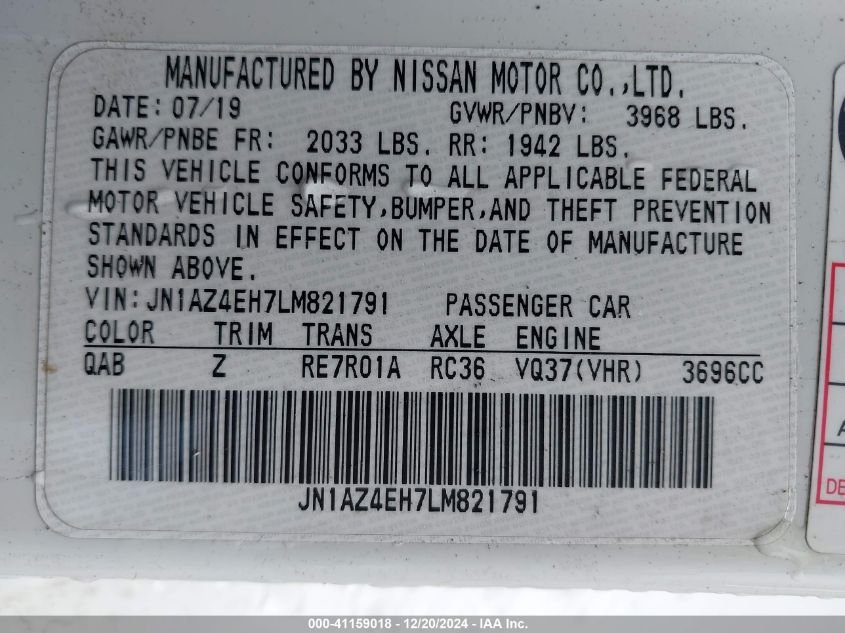 MANUFACTURED BY NISSAN MOTOR CO.,LTD.
DATE: 07/19 GVWR/PNBV: 3968 LBS.
GAWR/PNBE FR: 2033 LBS. RR: 1942 LBS.
THIS VEHICLE CONFORMS TO ALL APPLICABLE FEDERAL
MOTOR VEHICLE SAFETY,BUMPER,AND THEFT PREVENTION
STANDARDS IN EFFECT ON THE DATE OF MANUFACTURE
SHOWN ABOVE.
VIN: JN1AZ4EH7LM821791 PASSENGER CAR
COLOR TRIM TRANS AXLE ENGINE
QAB Z RE7R01A RC36 VQ37(VHR) 3696CC
JN1AZ4EH7LM821791
A
DE
000-41159018 - 12/20/2024 - IAA Inc.